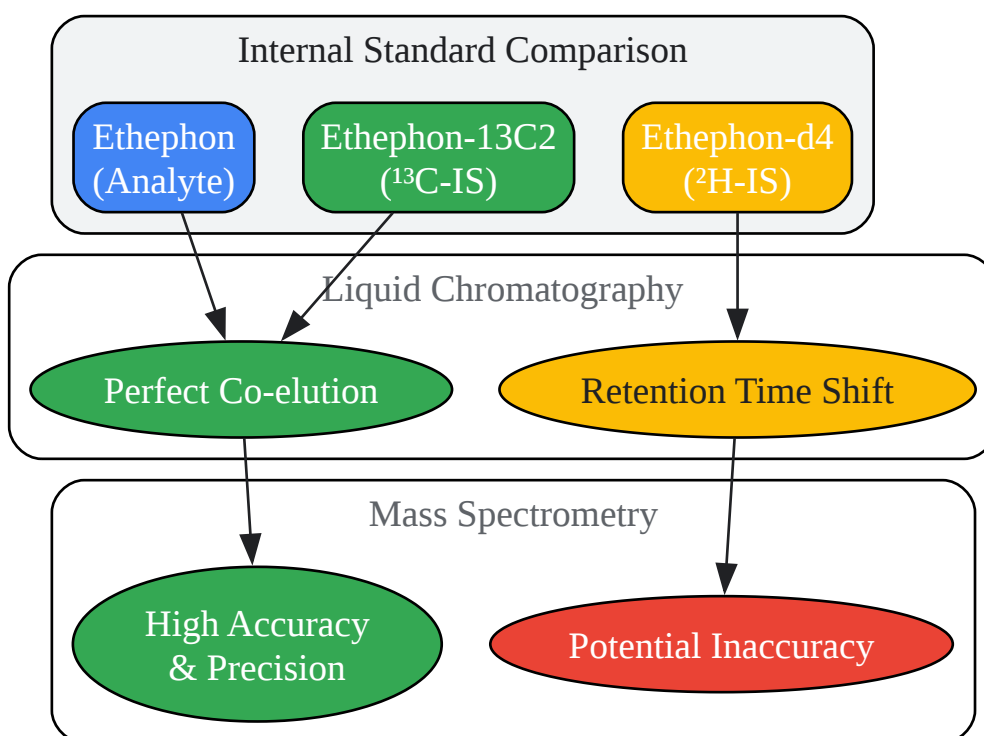 Internal Standard Comparison
Ethephon
(Analyte)
Ethephon-13C2
(¹³C-IS)
Ethephon-d4
(²H-IS)
Liquid Chromatography
Perfect Co-elution
Retention Time Shift
Mass Spectrometry
High Accuracy
& Precision
Potential Inaccuracy